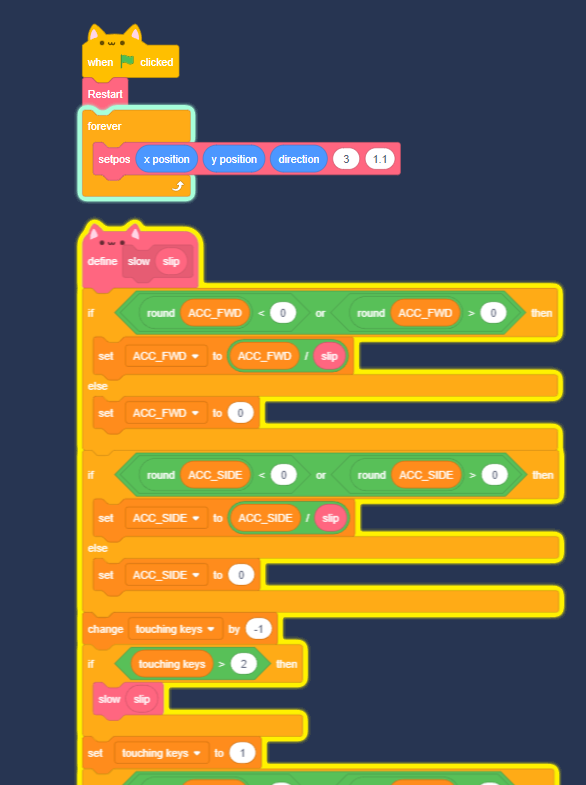 when clicked
Restart
forever
setpos x position y position direction 3 1.1
define slow slip
if round ACC_FWD < 0 or round ACC_FWD > 0 then
set ACC_FWD to ACC_FWD / slip
else
set ACC_FWD to 0
if round ACC_SIDE < 0 or round ACC_SIDE > 0 then
set ACC_SIDE to ACC_SIDE / slip
else
set ACC_SIDE to 0
change touching keys by -1
if touching keys > 2 then
slow slip
set touching keys to 1